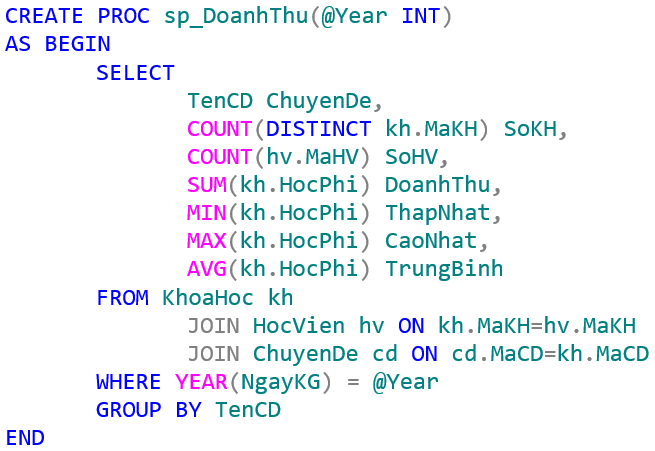 CREATE PROC sp_DoanhThu(@Year INT)
AS BEGIN
SELECT
TenCD ChuyenDe,
COUNT(DISTINCT kh.MaKH) SoKH,
COUNT(hv.MaHV) SoHV,
SUM(kh.HocPhi) DoanhThu,
MIN(kh.HocPhi) ThapNhat,
MAX(kh.HocPhi) CaoNhat,
AVG(kh.HocPhi) TrungBinh
FROM KhoaHoc kh
JOIN HocVien hv ON kh.MaKH=hv.MaKH
JOIN ChuyenDe cd ON cd.MaCD=kh.MaCD
WHERE YEAR(NgayKG) = @Year
GROUP BY TenCD
END